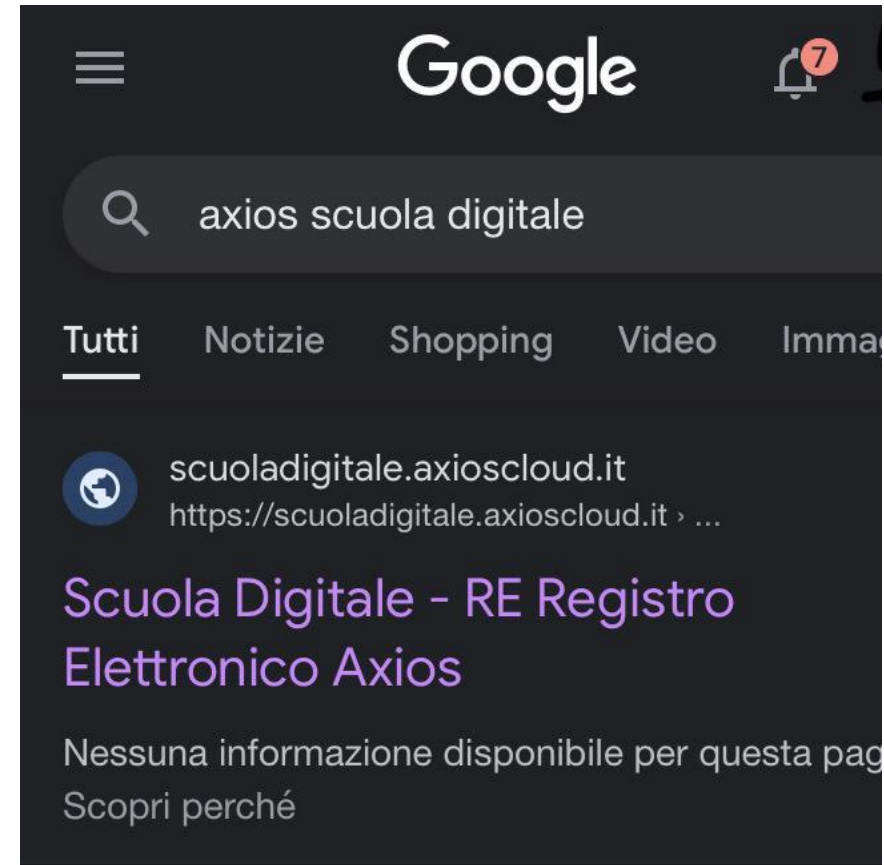 Google
7
axios scuola digitale
Tutti Notizie Shopping Video
scuoladigitale.axioscloud.it
https://scuoladigitale.axioscloud.it › ...
Scuola Digitale - RE Registro
Elettronico Axios
Nessuna informazione disponibile per questa
Scopri perché